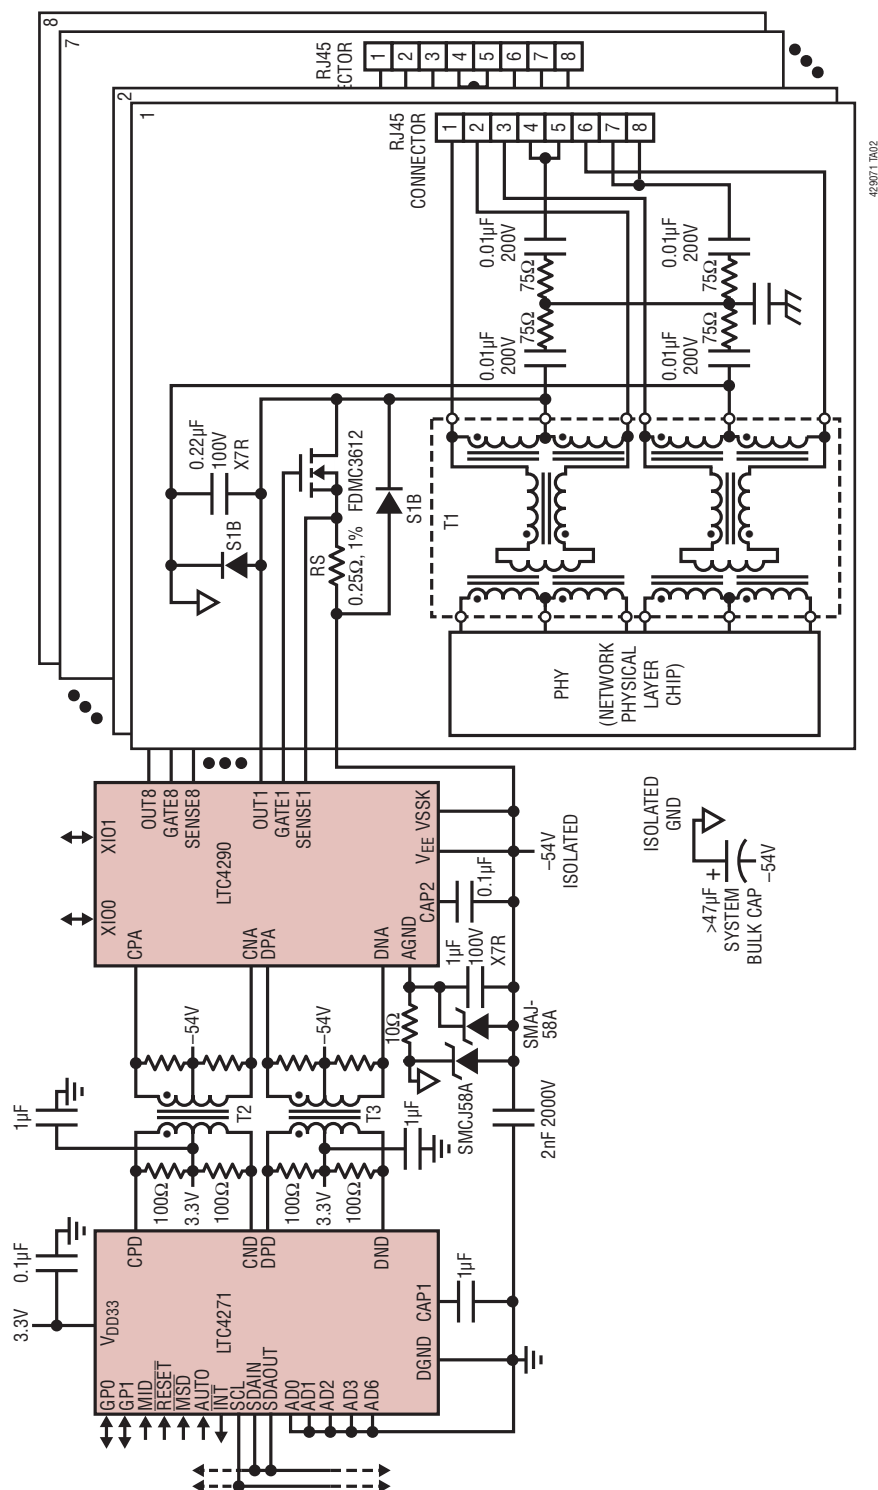 8
7
2
1
RJ45
CTOR
1
2
3
4
5
6
7
8
RJ45
CONNECTOR
1
2
3
4
5
6
7
8
0.01µF
200V
75Ω
75Ω
0.01µF
200V
0.01µF
200V
75Ω
75Ω
0.01µF
200V
0.22µF
100V
X7R
S1B
FDMC3612
RS
0.25Ω, 1%
S1B
T1
PHY
(NETWORK
PHYSICAL
LAYER
CHIP)
XIO1
XIO0
OUT8
GATE8
SENSE8
OUT1
GATE1
SENSE1
LTC4290
VSSK
VEE
CAP2
AGND
CPA
CNA
DPA
DNA
–54V
ISOLATED
0.1µF
1µF
100V
X7R
10Ω
SMAJ-
58A
SMCJ58A
2nF 2000V
ISOLATED
GND
>47µF
+
SYSTEM
BULK CAP
–54V
–54V
–54V
T2
T3
1µF
1µF
100Ω
3.3V
100Ω
100Ω
3.3V
100Ω
0.1µF
3.3V
VDD33
CPD
CND
DPD
DND
LTC4271
DGND
CAP1
1µF
GP0
GP1
MID
RESET
MSD
AUTO
INT
SCL
SDAIN
SDAOUT
AD0
AD1
AD2
AD3
AD6
429071 TA02